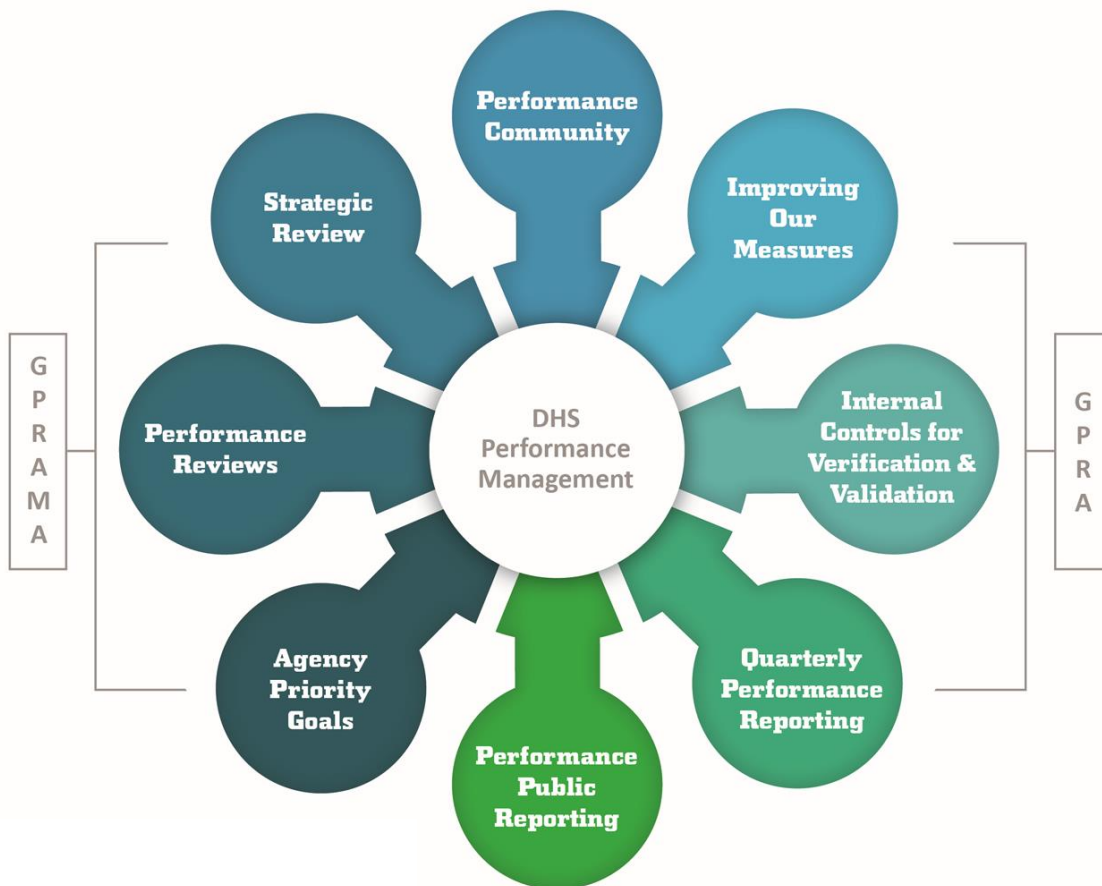 Performance
Community
Improving
Our
Measures
Internal
Controls for
Verification &
Validation
Quarterly
Performance
Reporting
Performance
Public
Reporting
Agency
Priority
Goals
Performance
Reviews
Strategic
Review
DHS
Performance
Management
G
P
R
A
M
A
G
P
R
A